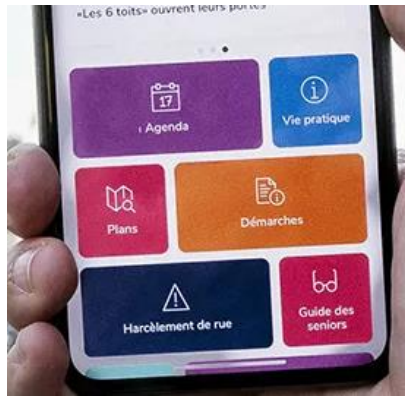 «Les 6 toits» ouvrent leurs portes
17
Agenda
Vie pratique
Plans
Démarches
Harcèlement de rue
Guide des
seniors